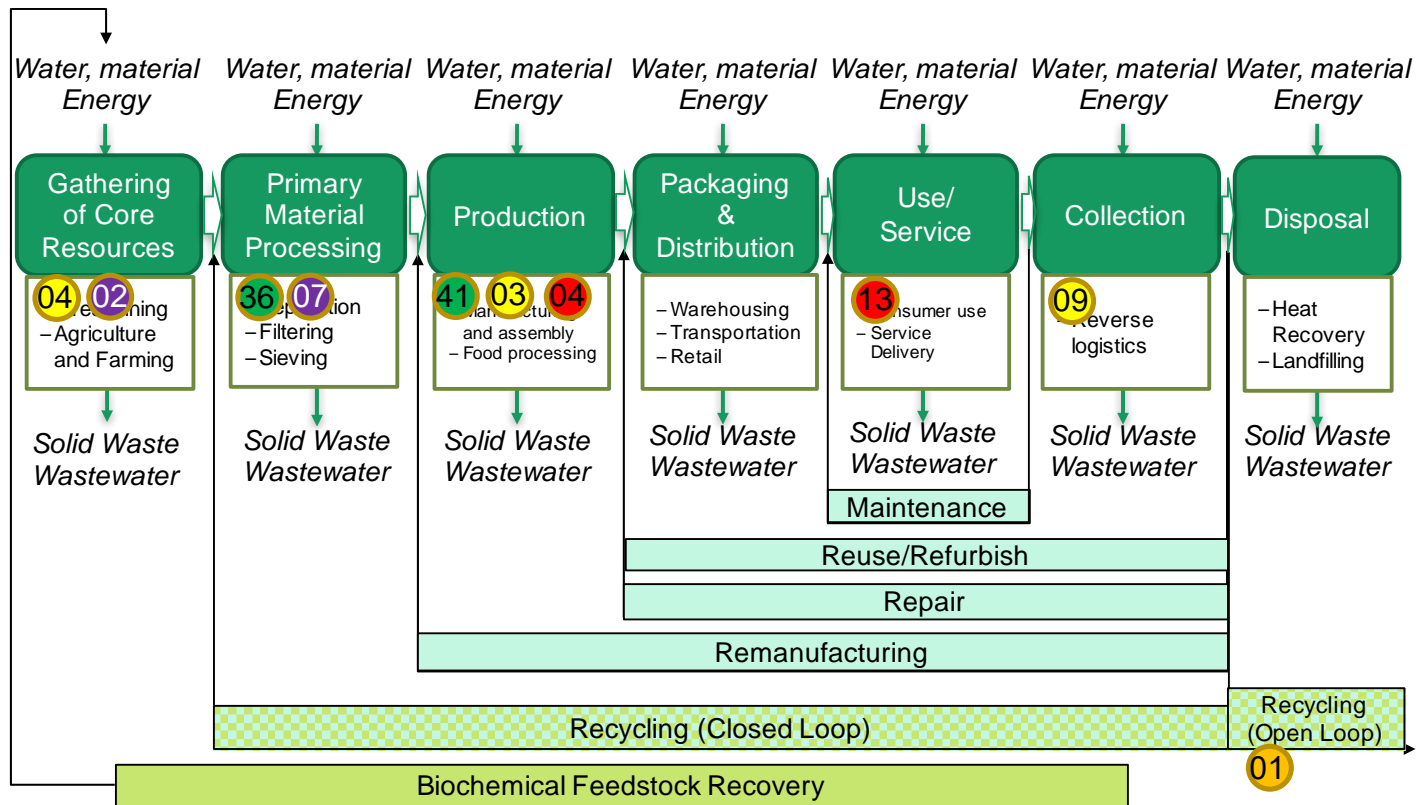 Water, material
Energy
Water, material
Energy
Water, material
Energy
Water, material
Energy
Water, material
Energy
Water, material
Energy
Water, material
Energy
Gathering
of Core
Resources
Primary
Material
Processing
Production
Packaging
&
Distribution
Use/
Service
Collection
Disposal
04
02
– Agriculture
and Farming
36
07
– Filtering
– Sieving
41
03
04
and assembly
– Food processing
– Warehousing
– Transportation
– Retail
13
– Service
Delivery
09
– Reverse
logistics
– Heat
Recovery
– Landfilling
Solid Waste
Wastewater
Solid Waste
Wastewater
Solid Waste
Wastewater
Solid Waste
Wastewater
Solid Waste
Wastewater
Solid Waste
Wastewater
Solid Waste
Wastewater
Maintenance
Reuse/Refurbish
Repair
Remanufacturing
Recycling (Closed Loop)
Recycling
(Open Loop)
01
Biochemical Feedstock Recovery